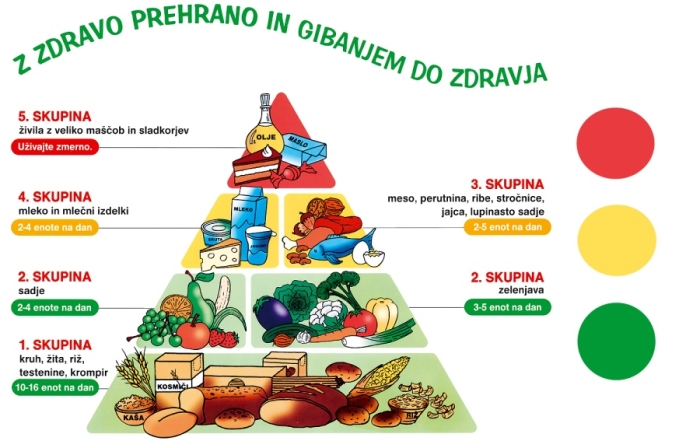 Z ZDRAVO PREHRANO IN GIBANJEM DO ZDRAVJA
5. SKUPINA
živila z veliko maščob in sladkorjev
Uživajte zmerno.
OLJE
MASLO
4. SKUPINA
mleko in mlečni izdelki
2-4 enote na dan
MLEKO
3. SKUPINA
meso, perutnina, ribe, stročnice,
jajca, lupinasto sadje
2-5 enot na dan
2. SKUPINA
sadje
2-4 enote na dan
2. SKUPINA
zelenjava
3-5 enot na dan
1. SKUPINA
kruh, žita, riž,
testenine, krompir
10-16 enot na dan
KOSMIČI
KAŠA
RIŽ